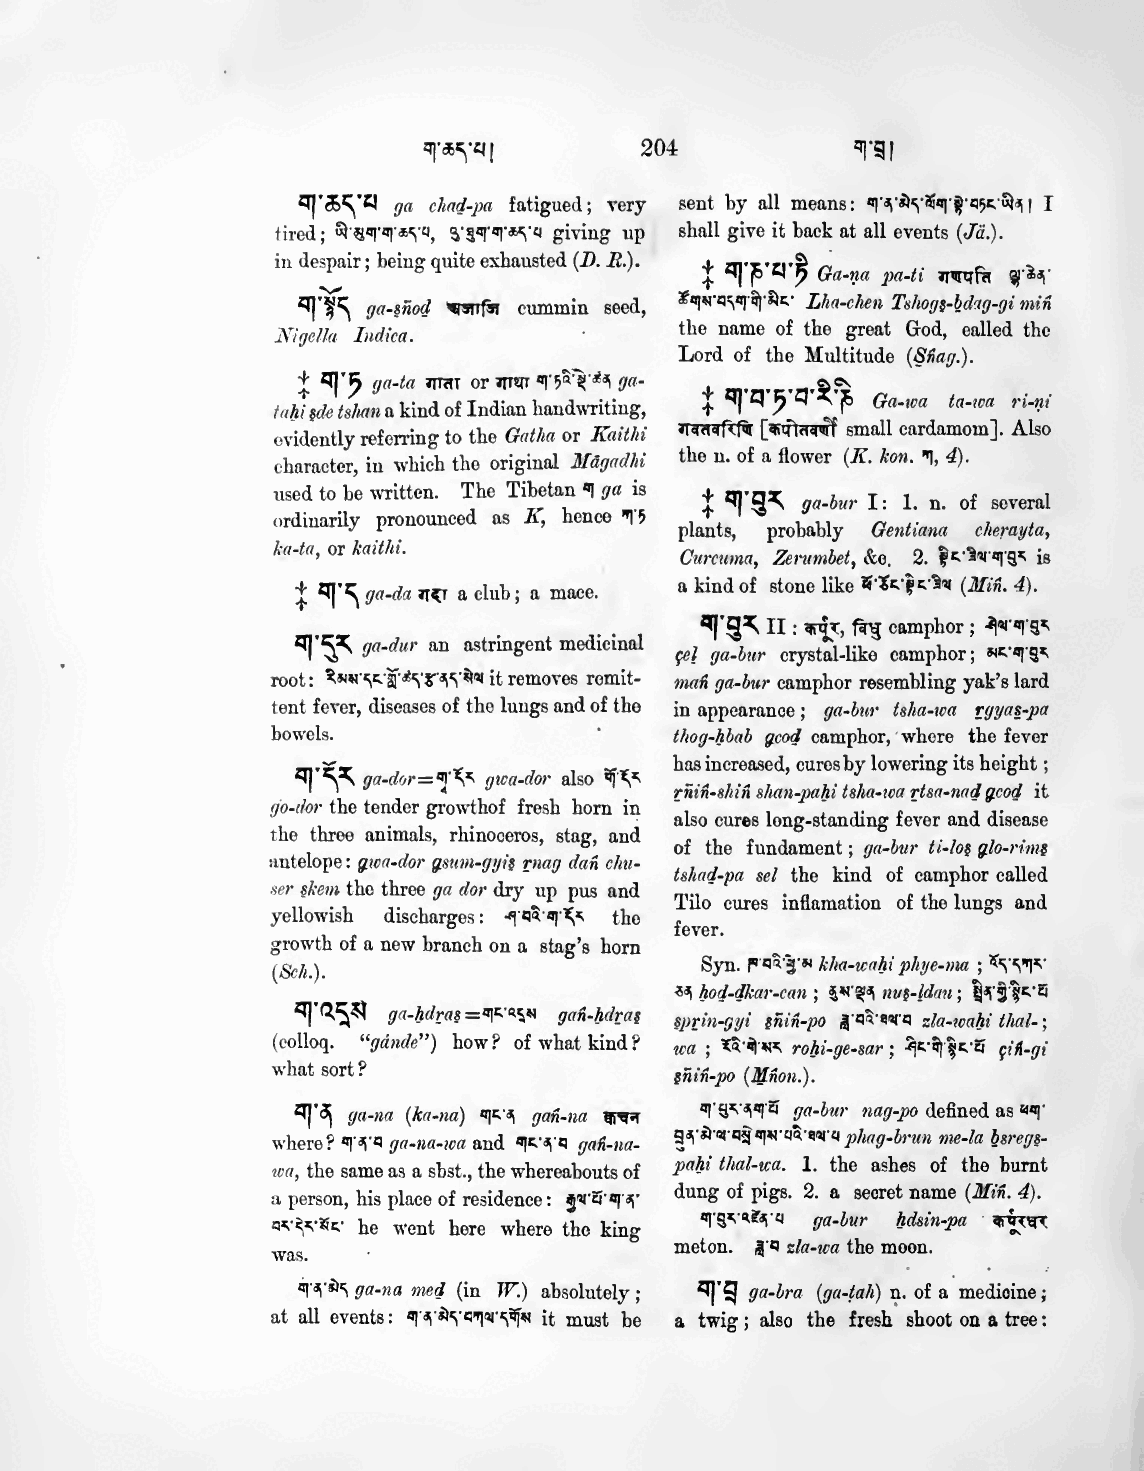 ག་ཆད་པ། 204 ག་བྲ།
ག་ཆད་པ ga chad-pa fatigued; very
tired; ཡི་མུག་ག་ཆད་པ, giving up
in despair; being quite exhausted (D. R.).
ག་སྙོད ga-sñod अजाजि cummin seed,
Nigella Indica.
‡ ག་ཏ ga-ta गाता or गाथा ག་ཏའི་སྡེ་ཚན ga-
taḥi sde tshan a kind of Indian handwriting,
evidently referring to the Gatha or Kaithi
character, in which the original Māgadhi
used to be written. The Tibetan ག ga is
ordinarily pronounced as K, hence ཀ་ཏ
ka-ta, or kaithi.
‡ ག་ད ga-da गदा a club; a mace.
ག་དུར ga-dur an astringent medicinal
root: རིམས་དང་གློ་ཚད་རྩ་ནད་སེལ it removes remit-
tent fever, diseases of the lungs and of the
bowels.
ག་དོར ga-dor=གྭ་དོར gwa-dor also གོ་དོར
go-dor the tender growthof fresh horn in
the three animals, rhinoceros, stag, and
antelope: gwa-dor gsum-gyis rnag dañ chu-
ser skem the three ga dor dry up pus and
yellowish discharges: ཤ་བའི་ག་དོར the
growth of a new branch on a stag's horn
(Sch.).
ག་འདྲས ga-ḥdras=གང་འདྲས gañ-ḥdras
(colloq. "gánde") how? of what kind?
what sort?
ག་ན ga-na (ka-na) གང་ན gañ-na क्वचन
where? ག་ན་བ ga-na-wa and གང་ན་བ gañ-na-
wa, the same as a sbst., the whereabouts of
a person, his place of residence: རྒྱལ་པོ་ག་ན་
བར་དེར་སོང་ he went here where the king
was.
ག་ན་མེད ga-na med (in W.) absolutely;
at all events: ག་ན་མེད་བཀལ་དགོས it must be
sent by all means: ག་ན་མེད་ལོག་སྟེ་བཏང་ཡིན། I
shall give it back at all events (Jä.).
‡ ག་ཎ་པ་ཏི Ga-ṇa pa-ti गणपति ལྷ་ཆེན་
ཚོགས་བདག་གི་མིང་ Lha-chen Tshogs-bdag-gi miñ
the name of the great God, ealled the
Lord of the Multitude (Sñag.).
‡ ག་བ་ཏ་བ་རི་ཎི Ga-wa ta-wa ri-ṇi
गवतवरिणि [कपोतवर्णी small cardamom]. Also
the n. of a flower (K. kon. ཀ, 4).
‡ ག་བུར ga-bur I: 1. n. of several
plants, probably Gentiana cherayta,
Curcuma, Zerumbet, &c. 2. སྙིང་ཟིལ་ག་བུར is
a kind of stone like (Miñ. 4).
ག་བུར II: कर्पूर, विधु camphor; ཤེལ་ག་བུར
çel ga-bur crystal-like camphor; མང་ག་བུར
mañ ga-bur camphor resembling yak's lard
in appearance; ga-bur tsha-wa rgyas-pa
thog-ḥbab gcod camphor, where the fever
has increased, cures by lowering its height;
rñiñ-shiñ shan-paḥi tsha-wa rtsa-nad gcod it
also cures long-standing fever and disease
of the fundament; ga-bur ti-los glo-rims
tshad-pa sel the kind of camphor called
Tilo cures inflamation of the lungs and
fever.
Syn. ཁ་བའི་ཕྱེ་མ kha-waḥi phye-ma; འོད་དཀར་
ཅན ḥod-dkar-can; ནུས་ལྡན nus-ldan; སྤྲིན་གྱི་སྙིང་པོ
sprin-gyi sñiñ-po ཟླ་བའི་ཐལ་བ zla-waḥi thal-;
wa; རོའི་གེ་སར roḥi-ge-sar; ཤིང་གི་སྙིང་པོ çiñ-gi
sñiñ-po (Mñon.).
ག་བུར་ནག་པོ ga-bur nag-po defined as ཕག་
བྲུན་མེ་ལ་བསྲེགས་པའི་ཐལ་བ phag-brun me-la bsregs-
paḥi thal-wa. 1. the ashes of the burnt
dung of pigs. 2. a secret name (Miñ. 4).
ག་བུར་འཛིན་པ ga-bur ḥdsin-pa कर्पूरधर
meton. ཟླ་བ zla-wa the moon.
ག་བྲ ga-bra (ga-ṭah) n. of a medicine;
a twig; also the fresh shoot on a tree: